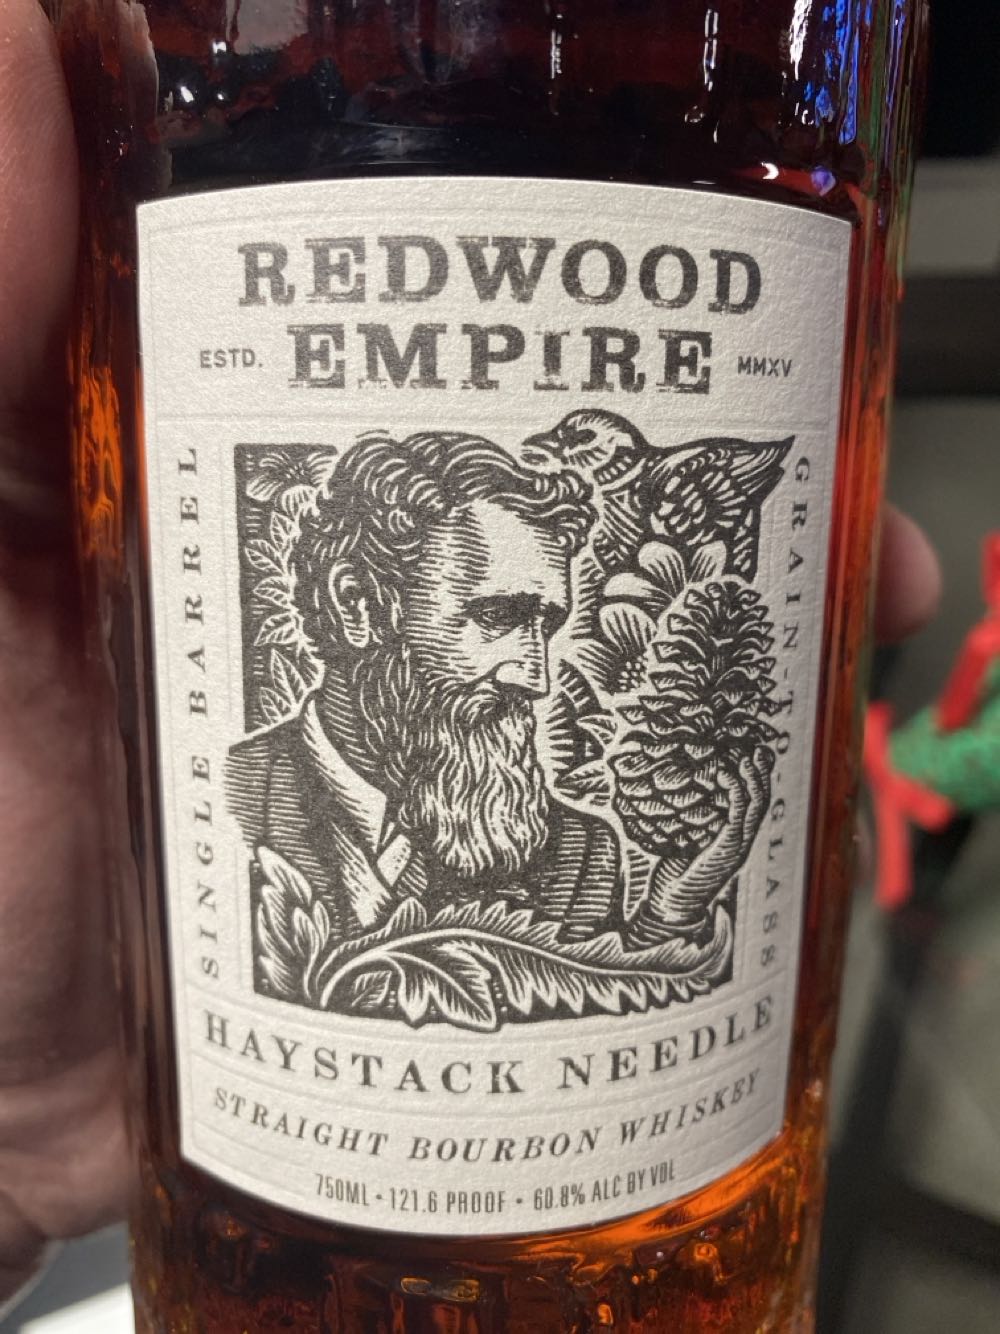 REDWOOD
ESTD. EMPIRE MMXV
SINGLE BARREL
GRAIN-TO-GLASS
HAYSTACK NEEDLE
STRAIGHT BOURBON WHISKEY
750ML • 121.6 PROOF • 60.8% ALC BY VOL